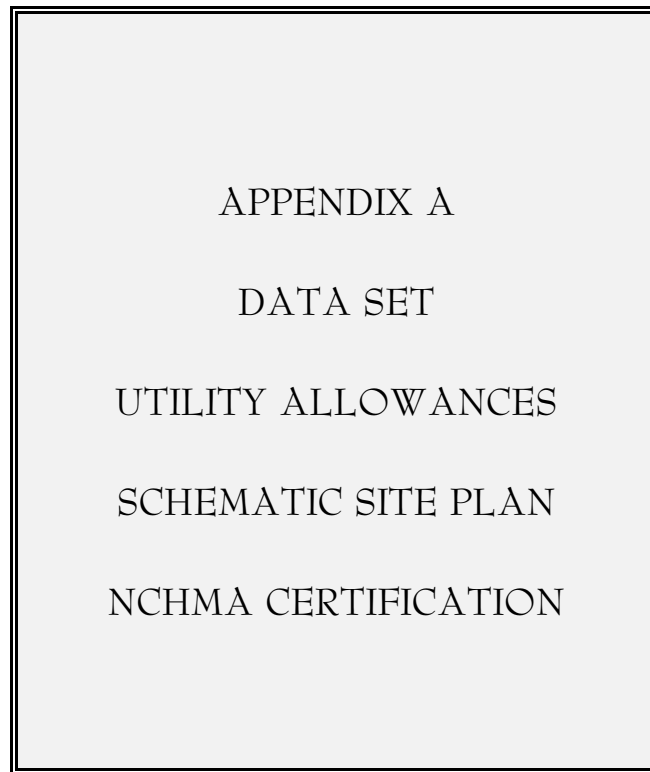 APPENDIX A
DATA SET
UTILITY ALLOWANCES
SCHEMATIC SITE PLAN
NCHMA CERTIFICATION